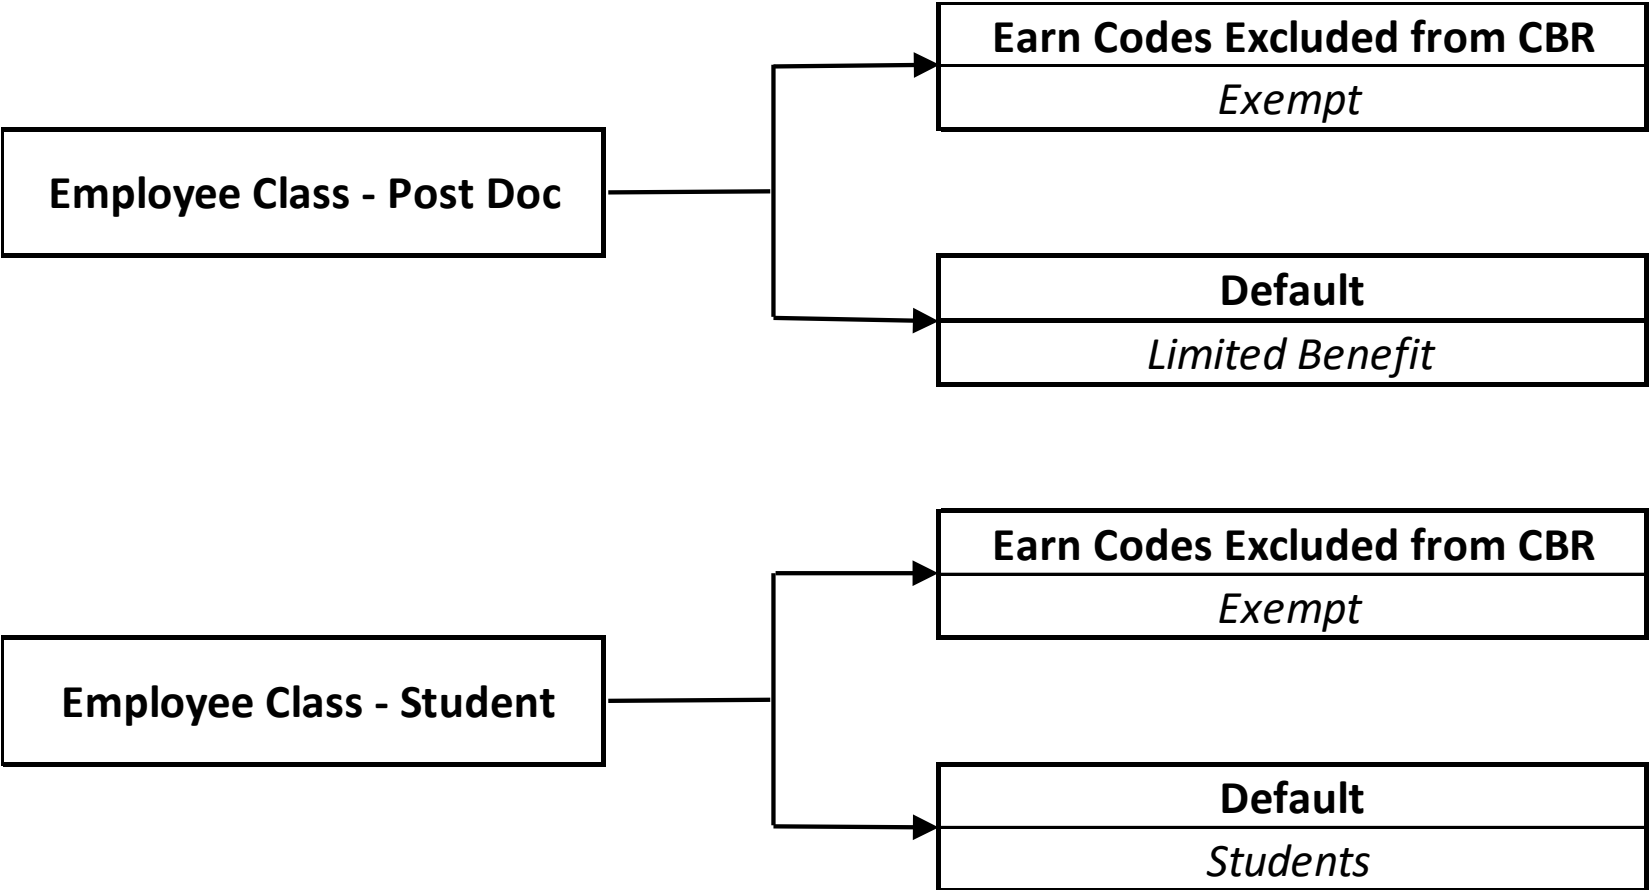 Earn Codes Excluded from CBR
Exempt
Employee Class - Post Doc
Default
Limited Benefit
Earn Codes Excluded from CBR
Exempt
Employee Class - Student
Default
Students